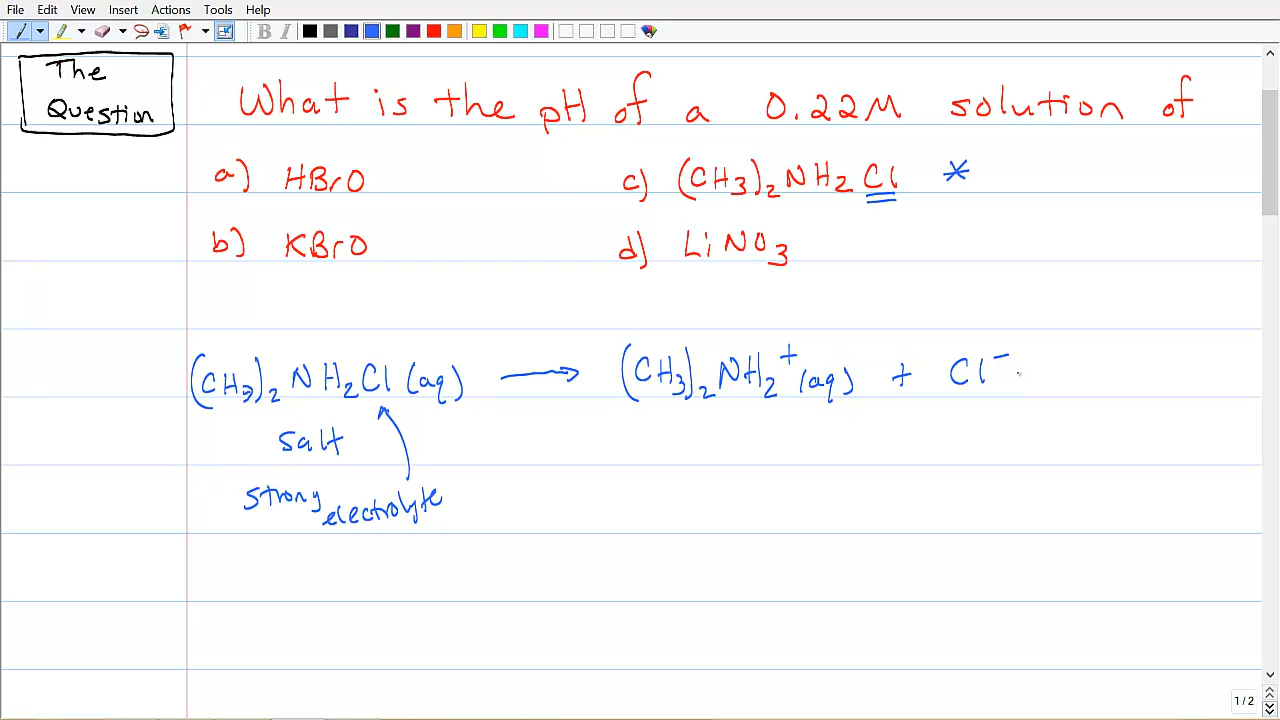 File Edit View Insert Actions Tools Help
B I
The
Question
What is the pH of a 0.22M solution of
a) HBrO
c) (CH3)2NH2Cl *
b) KBrO
d) LiNO3
(CH3)2NH2Cl (aq) → (CH3)2NH2+ (aq) + Cl−
salt
strong electrolyte
1/2